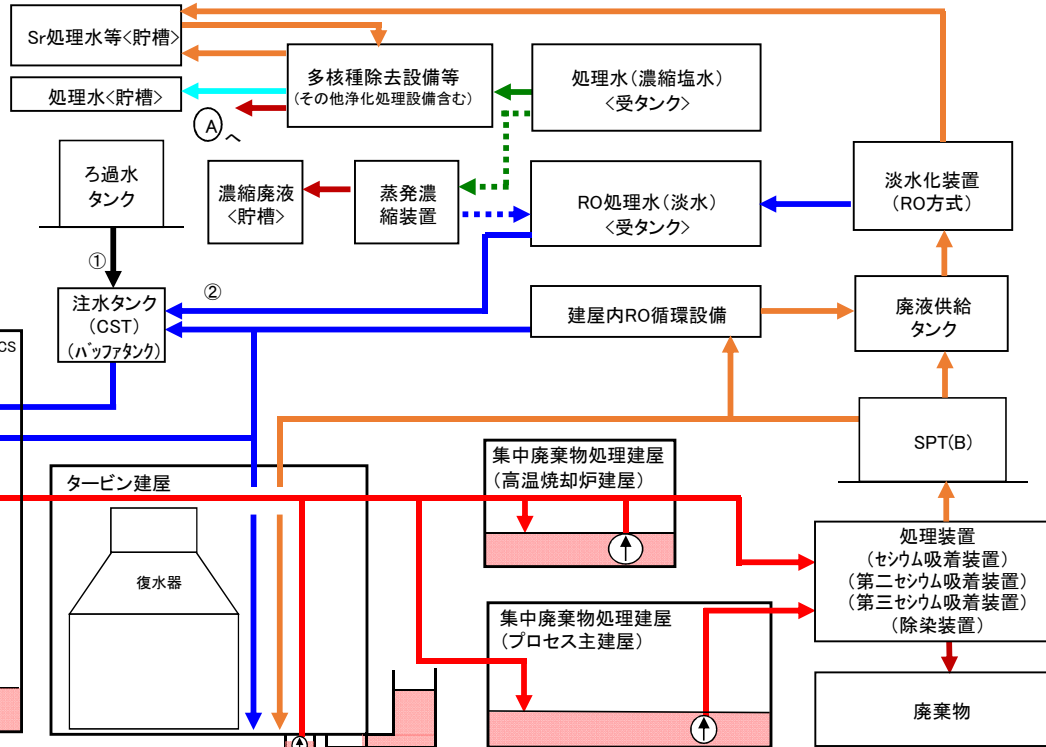 Sr処理水等<貯槽>
処理水<貯槽>
多核種除去設備等
(その他浄化処理設備含む)
処理水(濃縮塩水)
<受タンク>
A
へ
ろ過水
タンク
濃縮廃液
<貯槽>
蒸発濃
縮装置
RO処理水(淡水)
<受タンク>
淡水化装置
(RO方式)
①
②
注水タンク
(CST)
(バッファタンク)
建屋内RO循環設備
廃液供給
タンク
CS
SPT(B)
タービン建屋
復水器
集中廃棄物処理建屋
(高温焼却炉建屋)
処理装置
(セシウム吸着装置)
(第二セシウム吸着装置)
(第三セシウム吸着装置)
(除染装置)
集中廃棄物処理建屋
(プロセス主建屋)
廃棄物